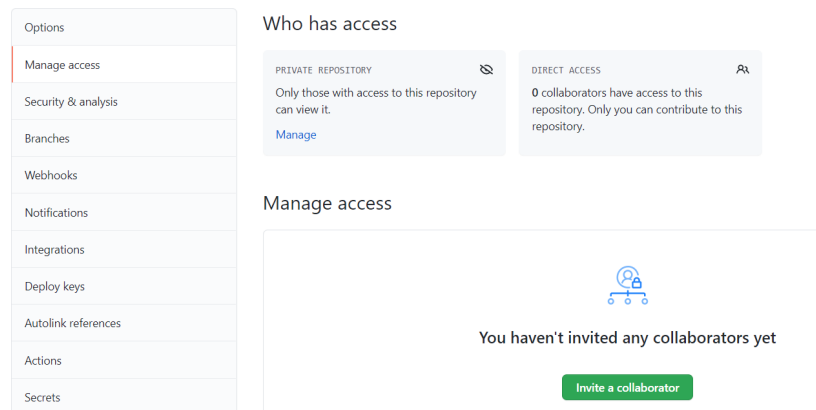 Options
Manage access
Security & analysis
Branches
Webhooks
Notifications
Integrations
Deploy keys
Autolink references
Actions
Secrets
Who has access
PRIVATE REPOSITORY
Only those with access to this repository
can view it.
Manage
DIRECT ACCESS
0 collaborators have access to this
repository. Only you can contribute to this
repository.
Manage access
You haven't invited any collaborators yet
Invite a collaborator